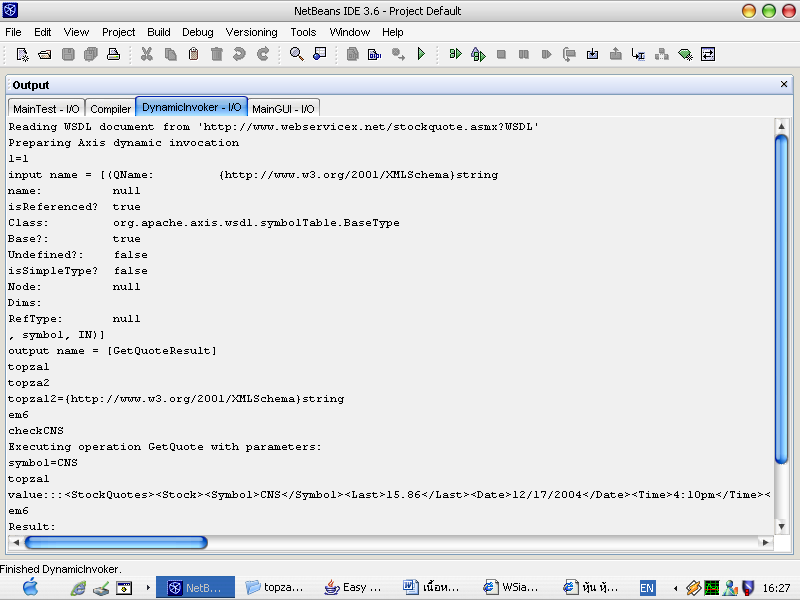 NetBeans IDE 3.6 - Project Default
File Edit View Project Build Debug Versioning Tools Window Help
Output
MainTest - I/O Compiler DynamicInvoker - I/O MainGUI - I/O
Reading WSDL document from 'http://www.webservicex.net/stockquote.asmx?WSDL'
Preparing Axis dynamic invocation
1=1
input name = [(QName: {http://www.w3.org/2001/XMLSchema}string
name: null
isReferenced? true
Class: org.apache.axis.wsdl.symbolTable.BaseType
Base?: true
Undefined?: false
isSimpleType? false
Node: null
Dims:
RefType: null
, symbol, IN)]
output name = [GetQuoteResult]
topza1
topza2
topza12={http://www.w3.org/2001/XMLSchema}string
em6
checkCNS
Executing operation GetQuote with parameters:
symbol=CNS
topza1
value:::<StockQuotes><Stock><Symbol>CNS</Symbol><Last>15.86</Last><Date>12/17/2004</Date><Time>4:10pm</Time><
em6
Result:
Finished DynamicInvoker.
NetB... topza... Easy ... เนื้อห... WSia... หุ้น หุ้... EN 16:27